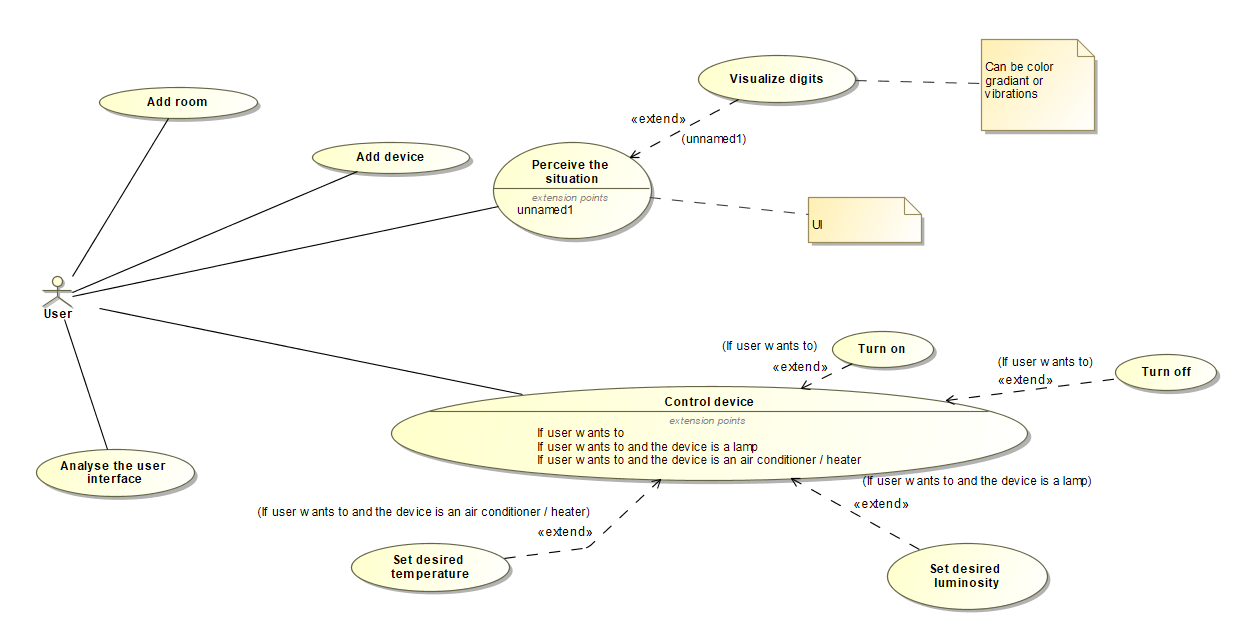 Can be color
gradiant or
vibrations
Visualize digits
Add room
«extend»
(unnamed1)
Add device
Perceive the
situation
extension points
unnamed1
UI
User
(If user wants to)
«extend»
Turn on
(If user wants to)
«extend»
Turn off
Control device
extension points
If user wants to
If user wants to and the device is a lamp
If user wants to and the device is an air conditioner / heater
Analyse the user
interface
(If user wants to and the device is a lamp)
«extend»
(If user wants to and the device is an air conditioner / heater)
«extend»
Set desired
temperature
Set desired
luminosity